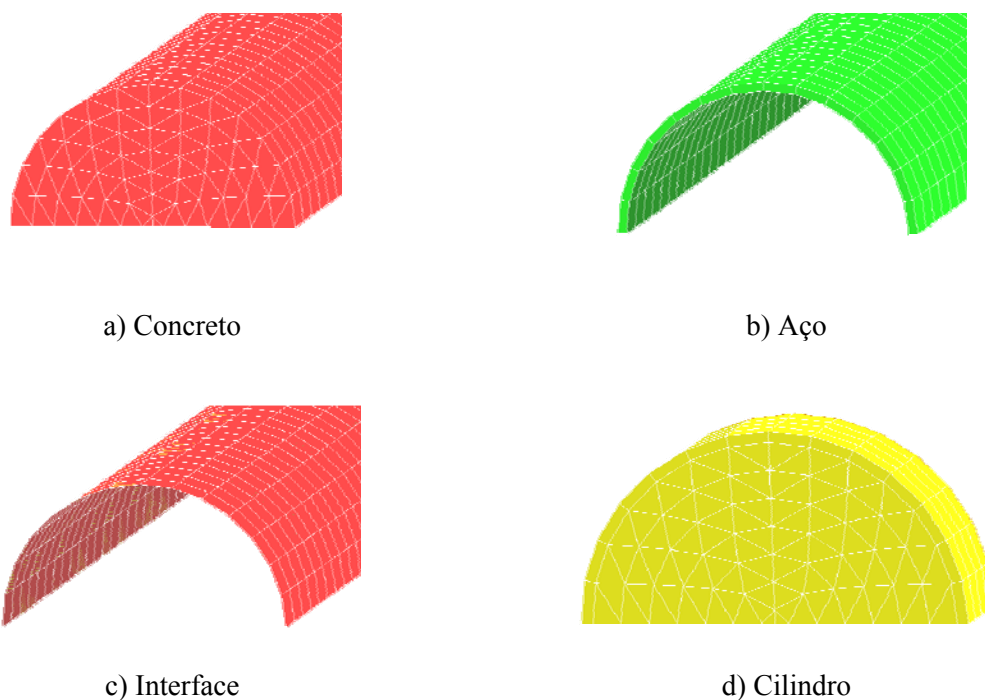 a) Concreto
b) Aço
c) Interface
d) Cilindro